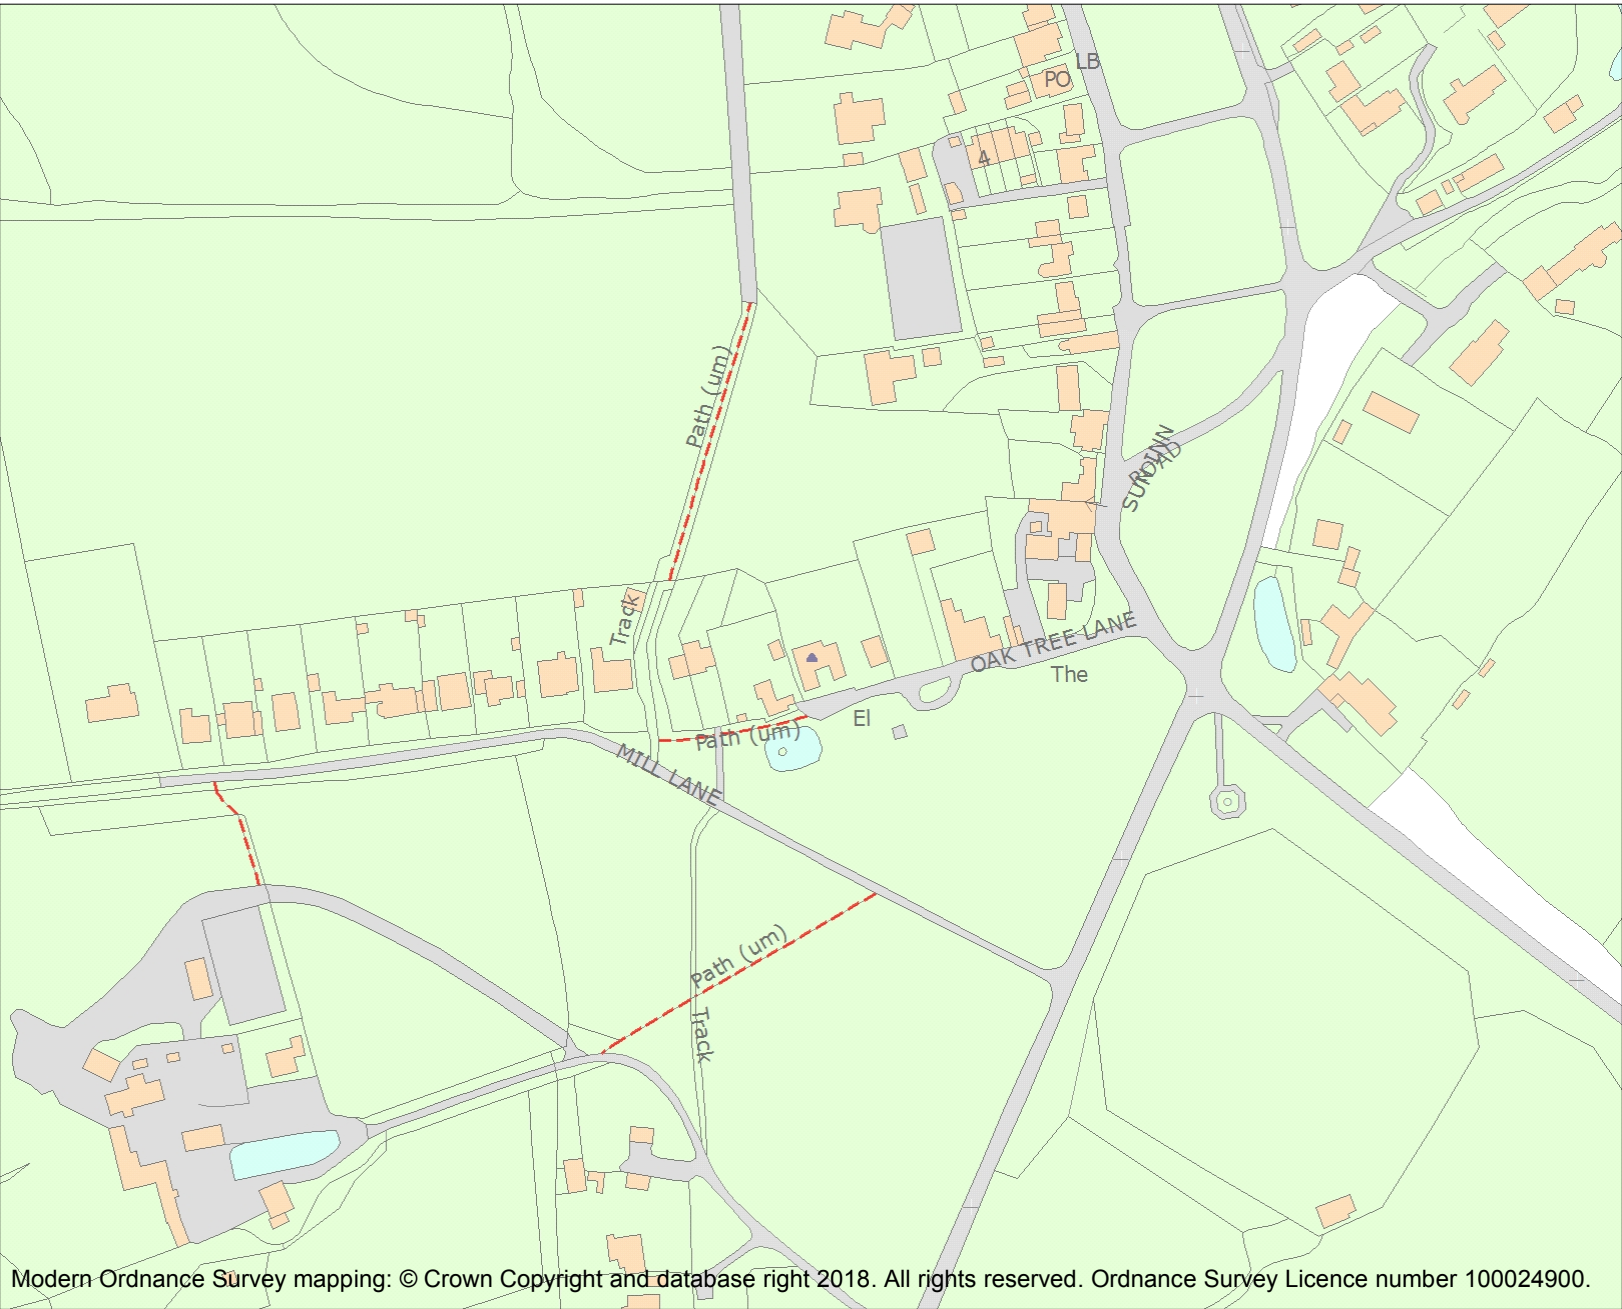 LB
PO
4
Path (um)
SUN INN
ROAD
Track
OAK TREE LANE
The
El
Path (um)
MILL LANE
Path (um)
Track
Modern Ordnance Survey mapping: © Crown Copyright and database right 2018. All rights reserved. Ordnance Survey Licence number 100024900.